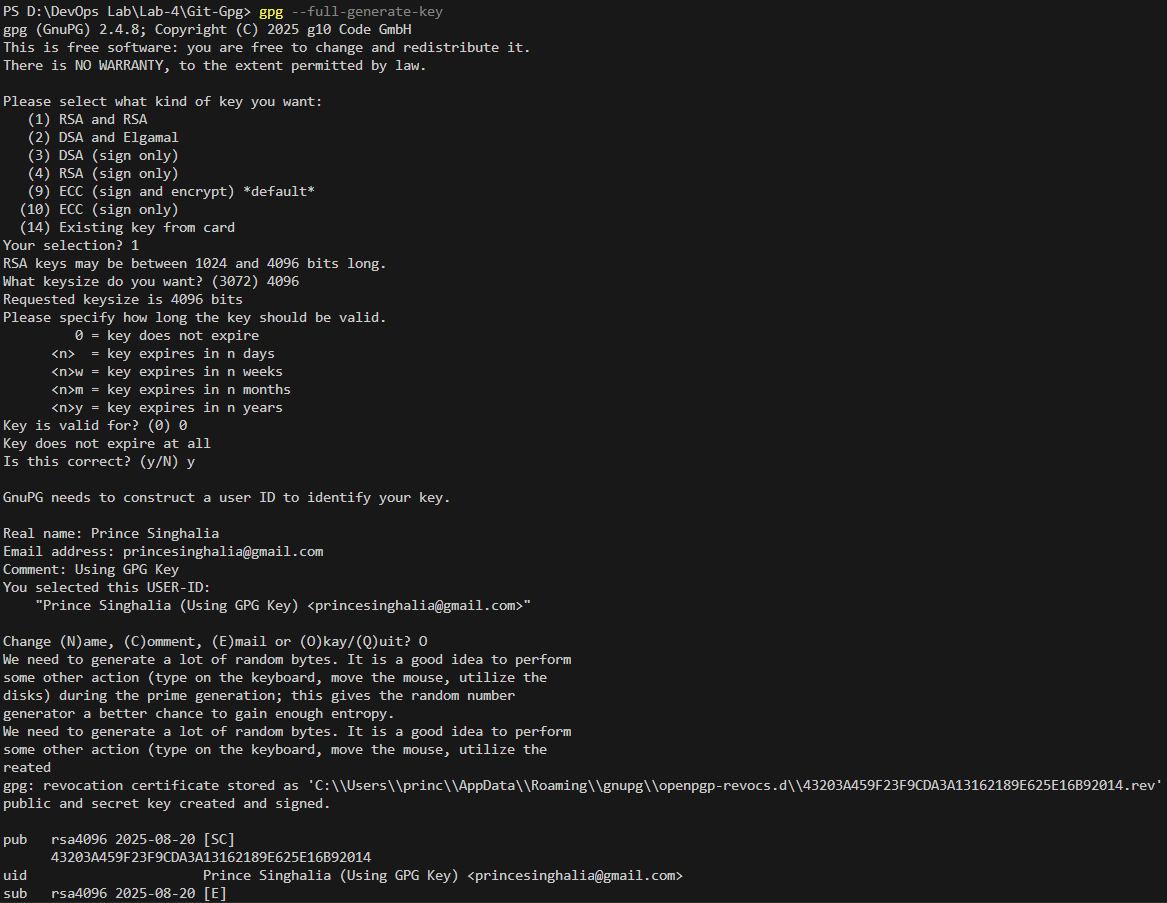 PS D:\DevOps Lab\Lab-4\Git-Gpg> gpg --full-generate-key
gpg (GnuPG) 2.4.8; Copyright (C) 2025 g10 Code GmbH
This is free software: you are free to change and redistribute it.
There is NO WARRANTY, to the extent permitted by law.

Please select what kind of key you want:
   (1) RSA and RSA
   (2) DSA and Elgamal
   (3) DSA (sign only)
   (4) RSA (sign only)
   (9) ECC (sign and encrypt) *default*
  (10) ECC (sign only)
  (14) Existing key from card
Your selection? 1
RSA keys may be between 1024 and 4096 bits long.
What keysize do you want? (3072) 4096
Requested keysize is 4096 bits
Please specify how long the key should be valid.
         0 = key does not expire
      <n>  = key expires in n days
      <n>w = key expires in n weeks
      <n>m = key expires in n months
      <n>y = key expires in n years
Key is valid for? (0) 0
Key does not expire at all
Is this correct? (y/N) y

GnuPG needs to construct a user ID to identify your key.

Real name: Prince Singhalia
Email address: princesinghalia@gmail.com
Comment: Using GPG Key
You selected this USER-ID:
    "Prince Singhalia (Using GPG Key) <princesinghalia@gmail.com>"

Change (N)ame, (C)omment, (E)mail or (O)kay/(Q)uit? O
We need to generate a lot of random bytes. It is a good idea to perform
some other action (type on the keyboard, move the mouse, utilize the
disks) during the prime generation; this gives the random number
generator a better chance to gain enough entropy.
We need to generate a lot of random bytes. It is a good idea to perform
some other action (type on the keyboard, move the mouse, utilize the
reated
gpg: revocation certificate stored as 'C:\\Users\\princ\\AppData\\Roaming\\gnupg\\openpgp-revocs.d\\43203A459F23F9CDA3A13162189E625E16B92014.rev'
public and secret key created and signed.

pub   rsa4096 2025-08-20 [SC]
      43203A459F23F9CDA3A13162189E625E16B92014
uid                      Prince Singhalia (Using GPG Key) <princesinghalia@gmail.com>
sub   rsa4096 2025-08-20 [E]